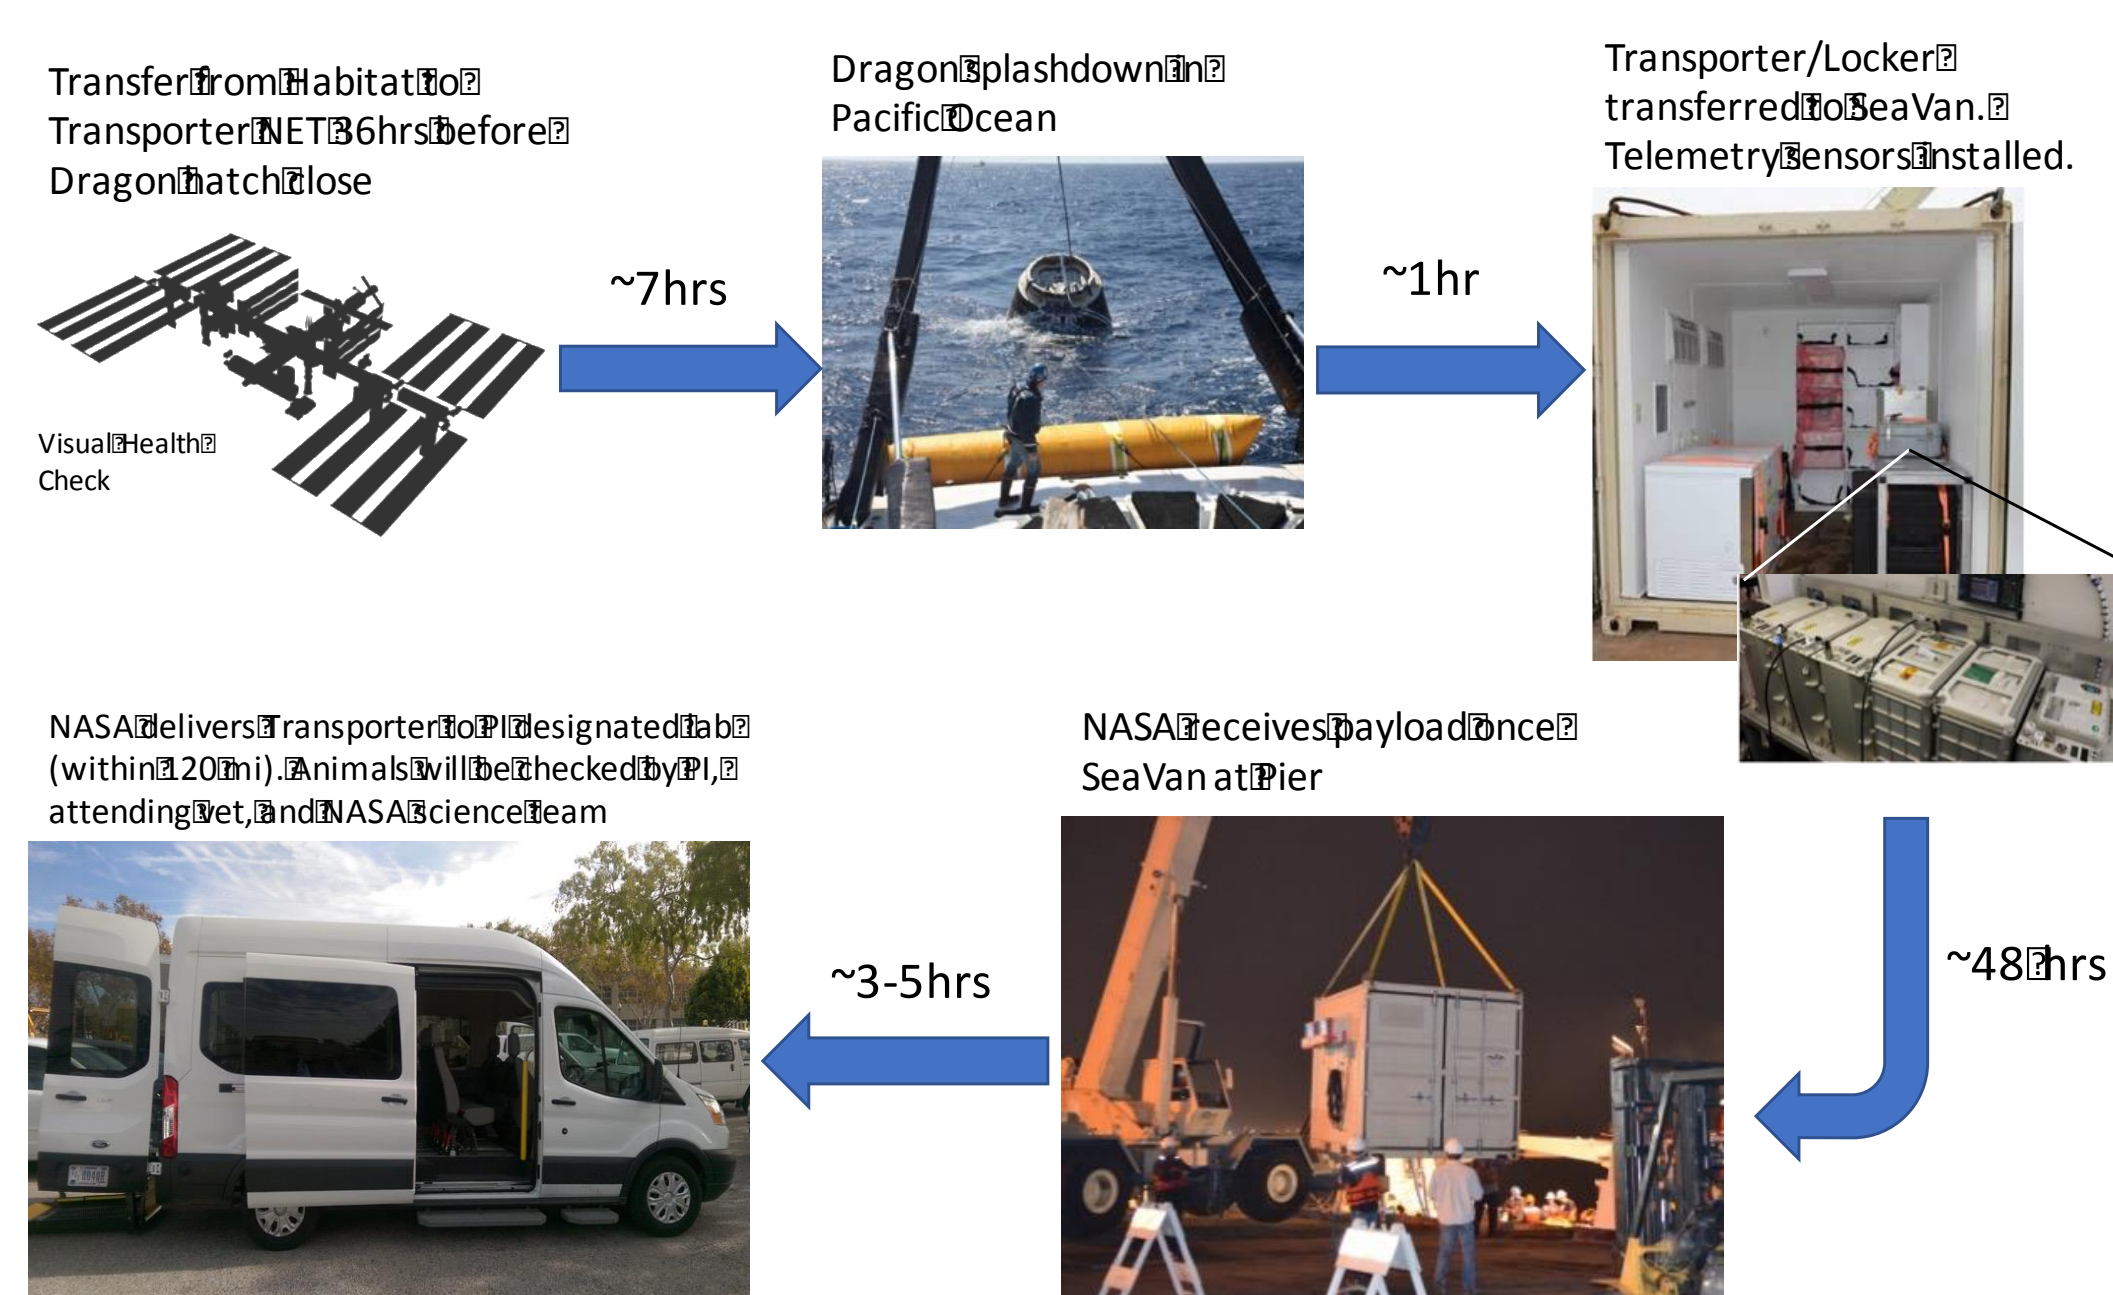 Transfer from Habitat to
Transporter NET 36hrs before
Dragon hatch close
Visual Health
Check
~7hrs
Dragon splashdown in
Pacific Ocean
~1hr
Transporter/Locker
transferred to SeaVan.
Telemetry sensors installed.
~48 hrs
NASA receives payload once
SeaVan at Pier
~3-5hrs
NASA delivers Transporter to PI designated lab
(within 120 mi). Animals will be checked by PI,
attending vet, and NASA science team